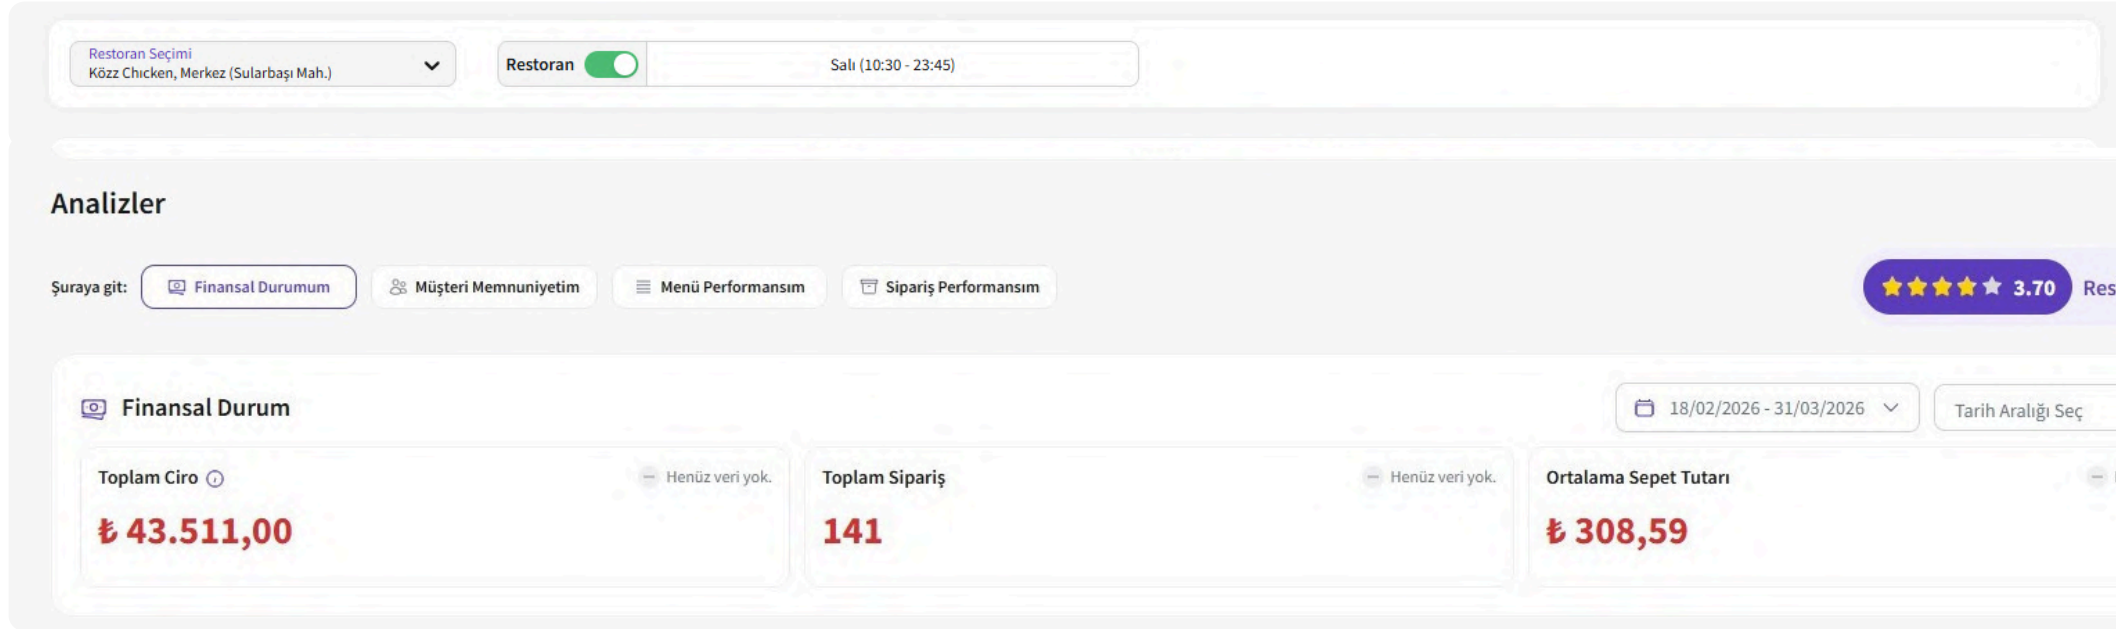 Restoran Seçimi
Közz Chıcken, Merkez (Sularbaşı Mah.)
Restoran
Salı (10:30 - 23:45)
Analizler
Şuraya git:
Finansal Durumum
Müşteri Memnuniyetim
Menü Performansım
Sipariş Performansım
3.70
Res
Finansal Durum
18/02/2026 - 31/03/2026
Tarih Aralığı Seç
Toplam Ciro
Henüz veri yok.
₺ 43.511,00
Toplam Sipariş
Henüz veri yok.
141
Ortalama Sepet Tutarı
₺ 308,59